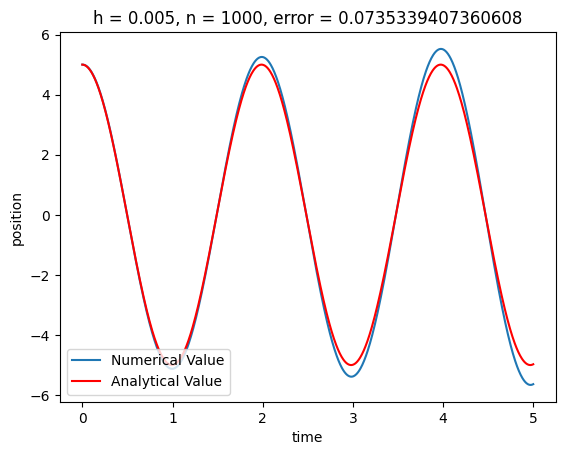 h = 0.005, n = 1000, error = 0.0735339407360608
6
4
2
0
−2
−4
−6
position
Numerical Value
Analytical Value
0 1 2 3 4 5
time